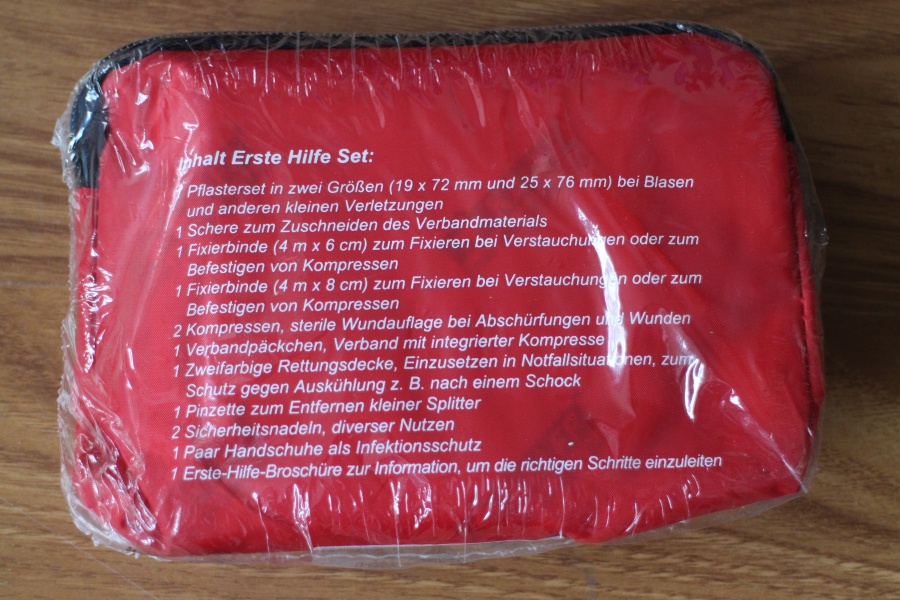 Inhalt Erste Hilfe Set:
1 Pflasterset in zwei Größen (19 x 72 mm und 25 x 76 mm) bei Blasen
und anderen kleinen Verletzungen
1 Schere zum Zuschneiden des Verbandmaterials
1 Fixierbinde (4 m x 6 cm) zum Fixieren bei Verstauchungen oder zum
Befestigen von Kompressen
1 Fixierbinde (4 m x 8 cm) zum Fixieren bei Verstauchungen oder zum
Befestigen von Kompressen
2 Kompressen, sterile Wundauflage bei Abschürfungen und Wunden
1 Verbandpäckchen, Verband mit integrierter Kompresse
1 Zweifarbige Rettungsdecke, Einzusetzen in Notfallsituationen, zum
Schutz gegen Auskühlung z. B. nach einem Schock
1 Pinzette zum Entfernen kleiner Splitter
2 Sicherheitsnadeln, diverser Nutzen
1 Paar Handschuhe als Infektionsschutz
1 Erste-Hilfe-Broschüre zur Information, um die richtigen Schritte einzuleiten